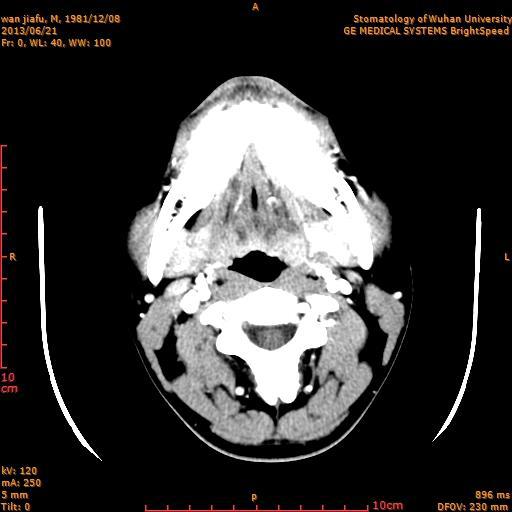 A
wan jiafu, M, 1981/12/08
2013/06/21
Fr: 0, WL: 40, WW: 100
Stomatology of Wuhan University
GE MEDICAL SYSTEMS BrightSpeed
R
L
10
cm
kV: 120
mA: 250
5 mm
Tilt: 0
P
10cm
896 ms
DFOV: 230 mm